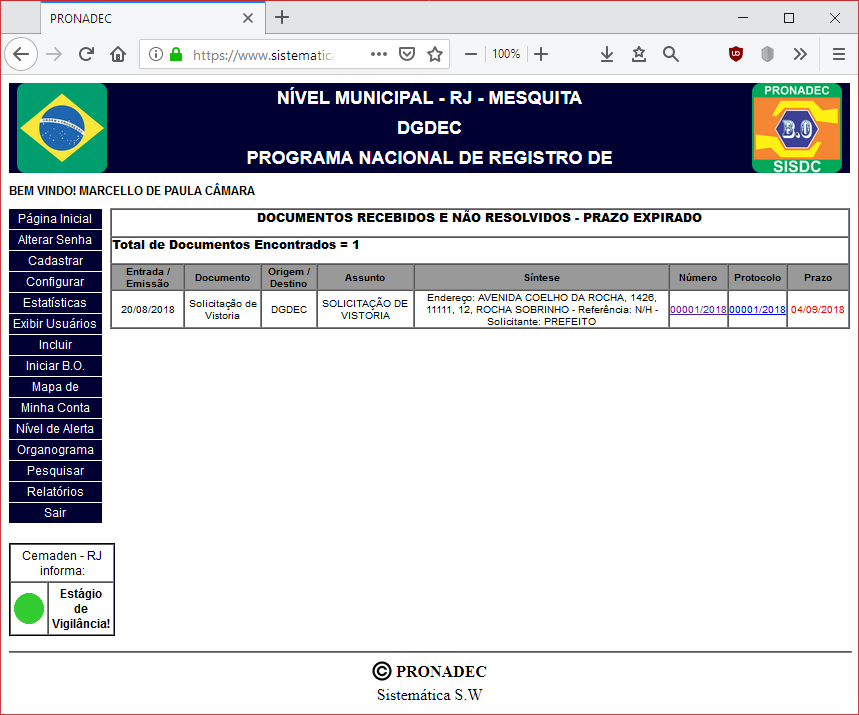 PRONADEC
https://www.sistematica
100%
NÍVEL MUNICIPAL - RJ - MESQUITA
DGDEC
PROGRAMA NACIONAL DE REGISTRO DE
PRONADEC
B.O
SISDC
BEM VINDO! MARCELLO DE PAULA CÂMARA
Página Inicial
Alterar Senha
Cadastrar
Configurar
Estatísticas
Exibir Usuários
Incluir
Iniciar B.O.
Mapa de
Minha Conta
Nível de Alerta
Organograma
Pesquisar
Relatórios
Sair
DOCUMENTOS RECEBIDOS E NÃO RESOLVIDOS - PRAZO EXPIRADO
Total de Documentos Encontrados = 1
Entrada / Emissão Documento Origem / Destino Assunto Síntese Número Protocolo Prazo
20/08/2018 Solicitação de Vistoria DGDEC SOLICITAÇÃO DE VISTORIA Endereço: AVENIDA COELHO DA ROCHA, 1426, 11111, 12, ROCHA SOBRINHO - Referência: N/H - Solicitante: PREFEITO 00001/2018 00001/2018 04/09/2018
Cemaden - RJ
informa:
Estágio
de
Vigilância!
© PRONADEC
Sistemática S.W